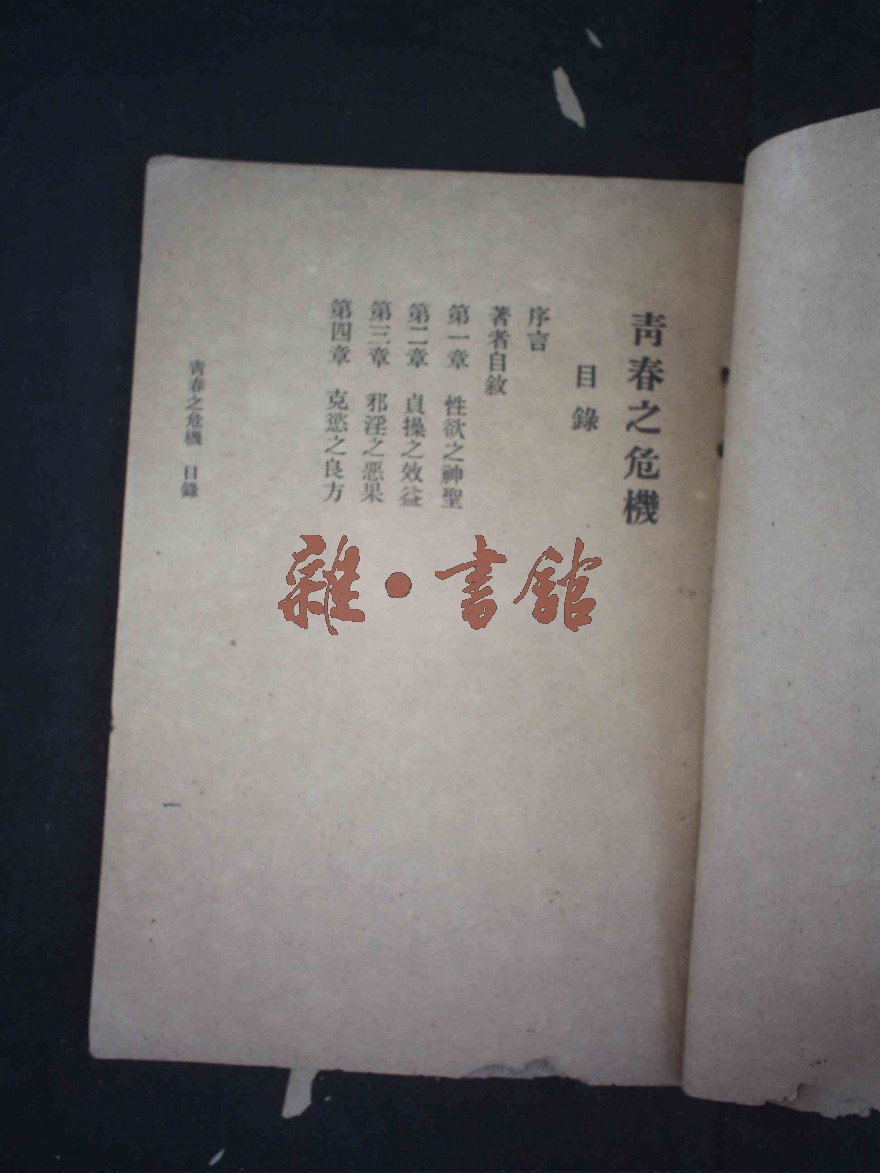 靑春之危機
目錄
序言
著者自敘
第一章　性欲之神聖
第二章　貞操之效益
第三章　邪淫之惡果
第四章　克慾之良方
靑春之危機　目錄
一
雜·書館